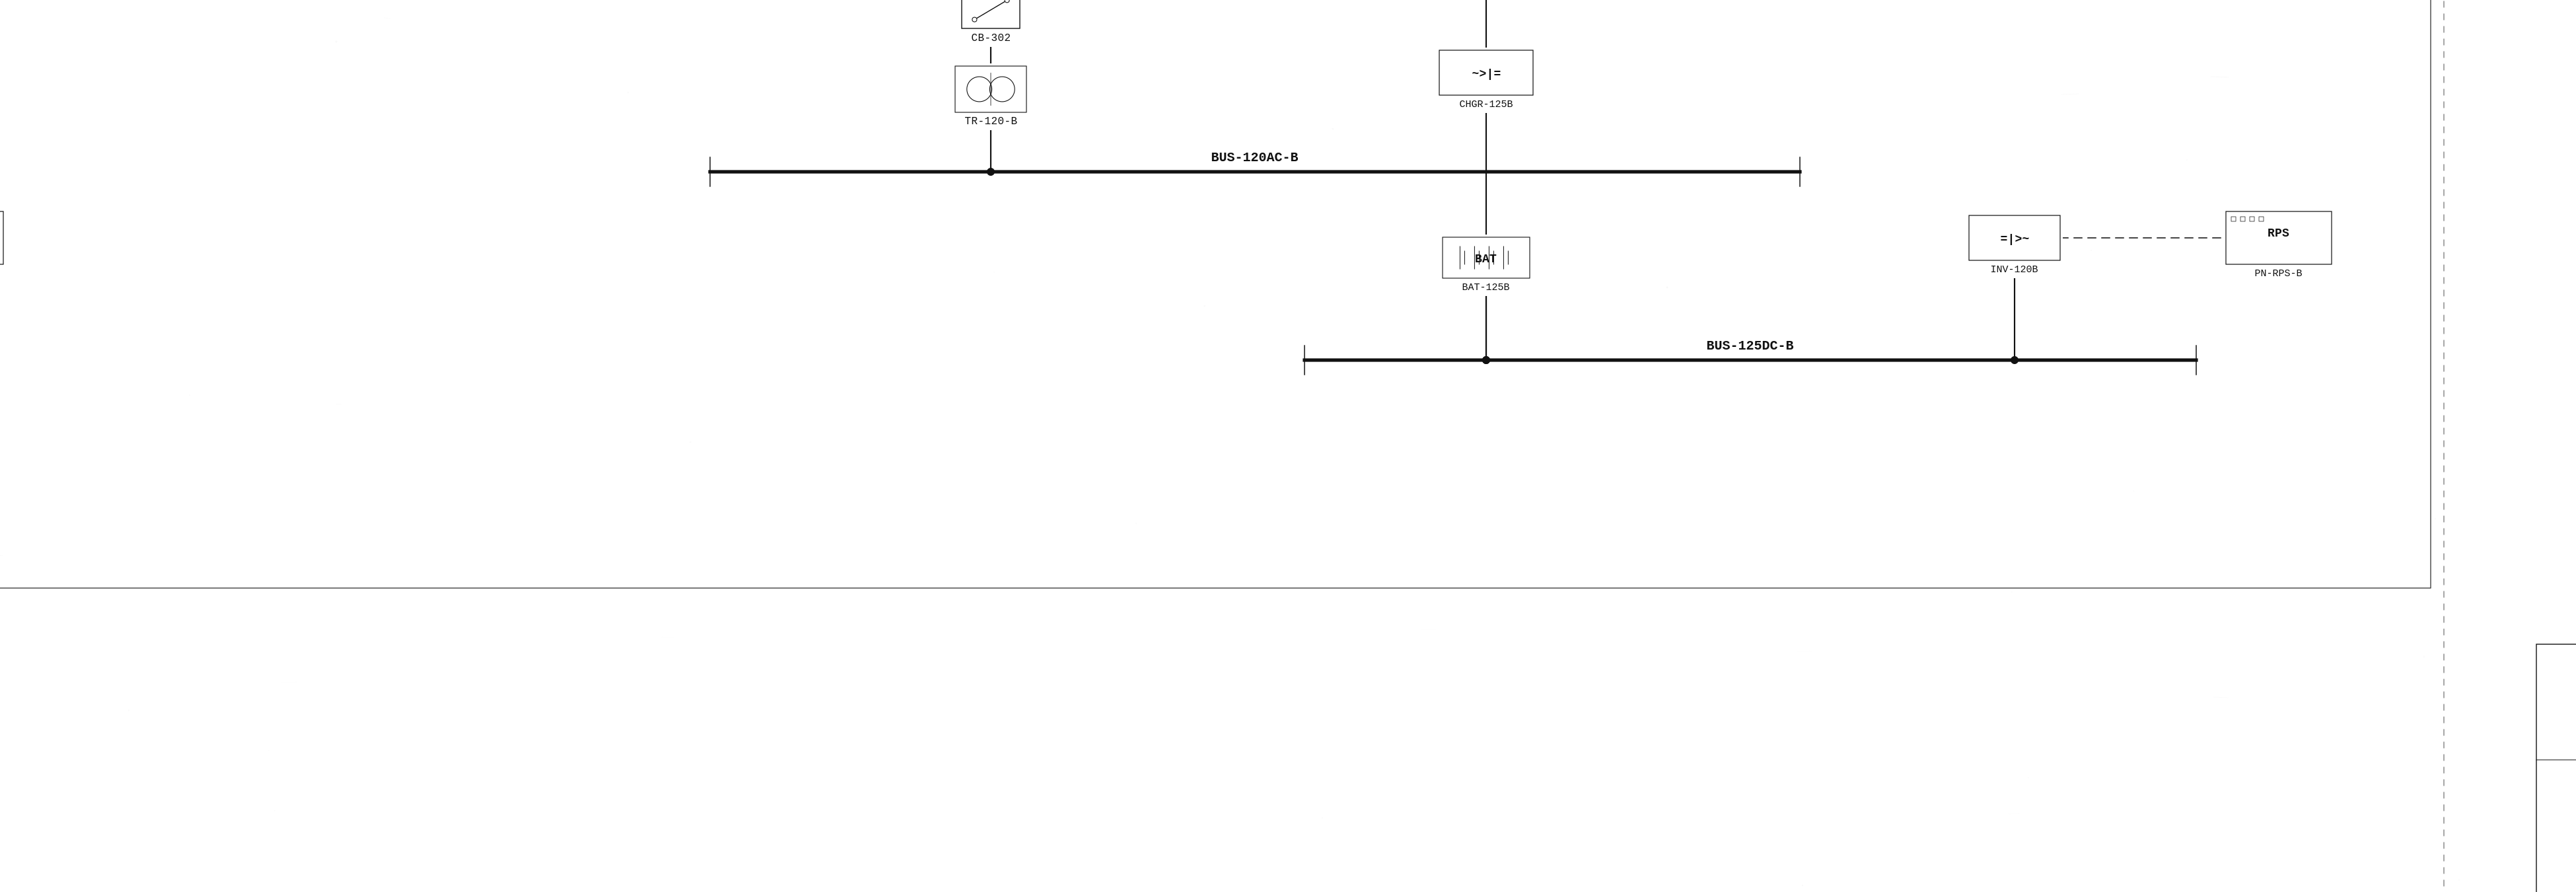 CB-302
~>|=
CHGR-125B
TR-120-B
BUS-120AC-B
=|>~
INV-120B
RPS
PN-RPS-B
BAT
BAT-125B
BUS-125DC-B